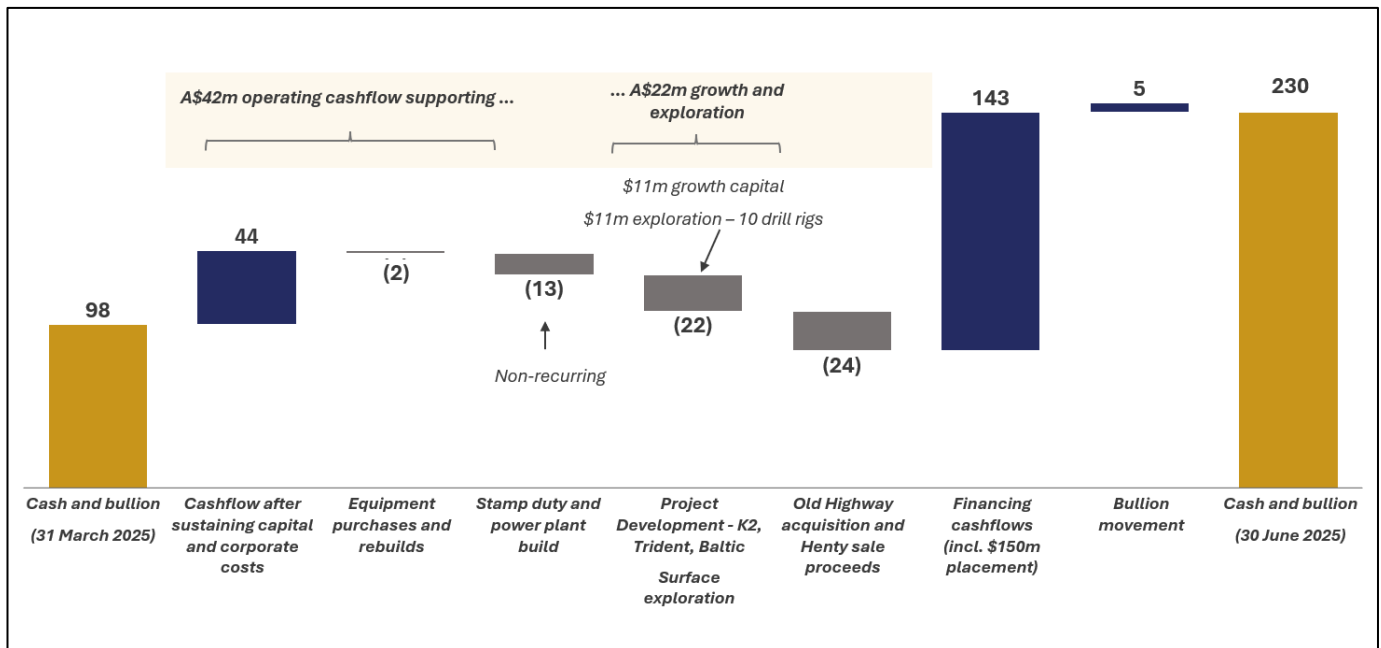 A$42m operating cashflow supporting ...
... A$22m growth and
exploration
$11m growth capital
$11m exploration – 10 drill rigs
98
44
(2)
(13)
Non-recurring
(22)
(24)
143
5
230
Cash and bullion
(31 March 2025)
Cashflow after
sustaining capital
and corporate
costs
Equipment
purchases and
rebuilds
Stamp duty and
power plant
build
Project
Development - K2,
Trident, Baltic
Surface
exploration
Old Highway
acquisition and
Henty sale
proceeds
Financing
cashflows
(incl. $150m
placement)
Bullion
movement
Cash and bullion
(30 June 2025)